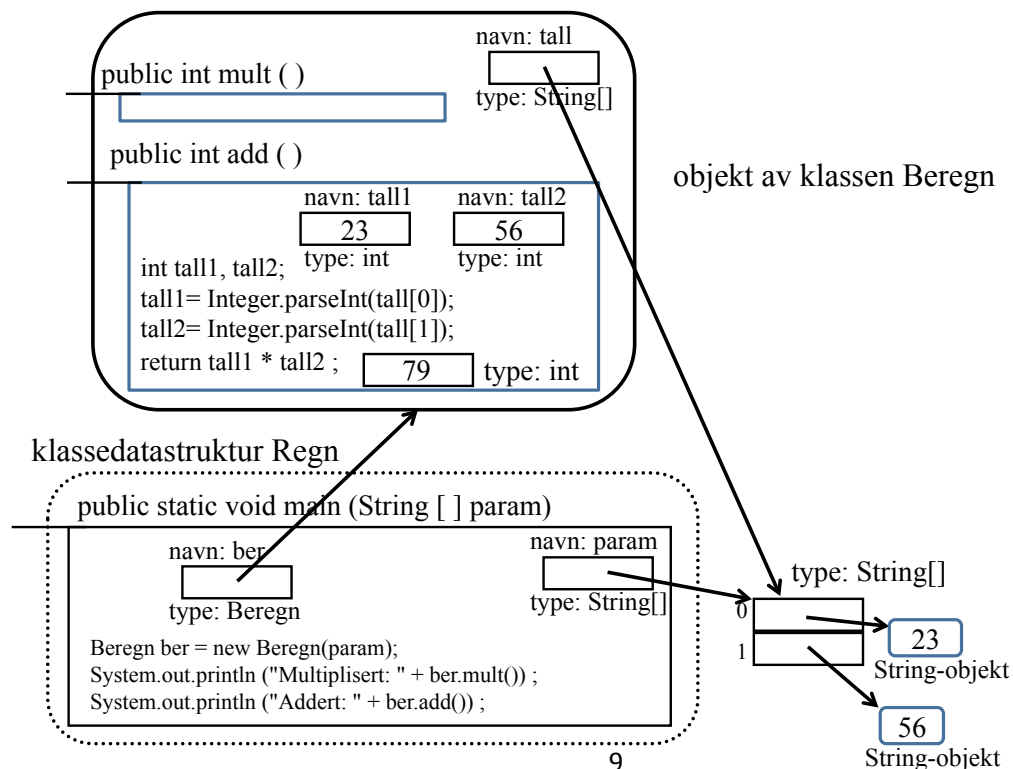 navn: tall
public int mult ( )
type: String[]
public int add ( )
objekt av klassen Beregn
navn: tall1 navn: tall2
23 56
type: int type: int
int tall1, tall2;
tall1= Integer.parseInt(tall[0]);
tall2= Integer.parseInt(tall[1]);
return tall1 * tall2 ; 79 type: int
klassedatastruktur Regn
public static void main (String [ ] param)
navn: ber navn: param
type: String[]
type: Beregn type: String[]
0
23
1
String-objekt
Beregn ber = new Beregn(param);
System.out.println ("Multiplisert: " + ber.mult()) ;
System.out.println ("Addert: " + ber.add()) ;
56
String-objekt
9